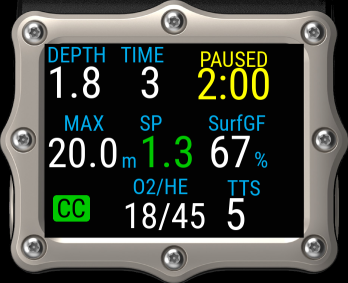 DEPTH TIME PAUSED
1.8 3 2:00
MAX SP SurfGF
20.0 m 1.3 67 %
O2/HE TTS
CC 18/45 5